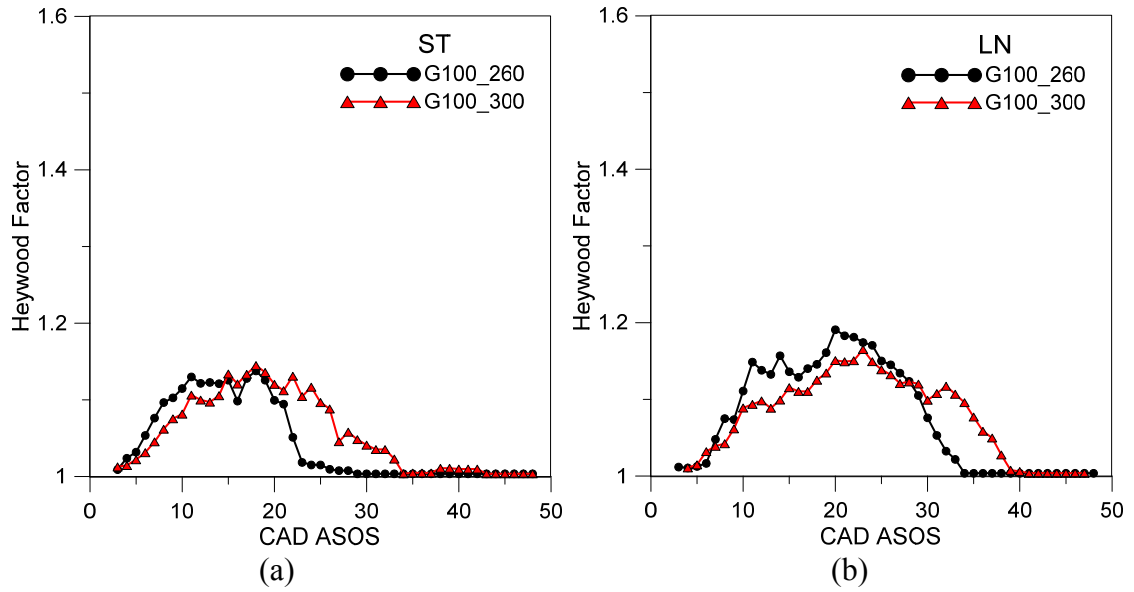 ST
G100_260
G100_300
Heywood Factor
1.6
1.4
1.2
1
0 10 20 30 40 50
CAD ASOS
(a)
LN
G100_260
G100_300
Heywood Factor
1.6
1.4
1.2
1
0 10 20 30 40 50
CAD ASOS
(b)